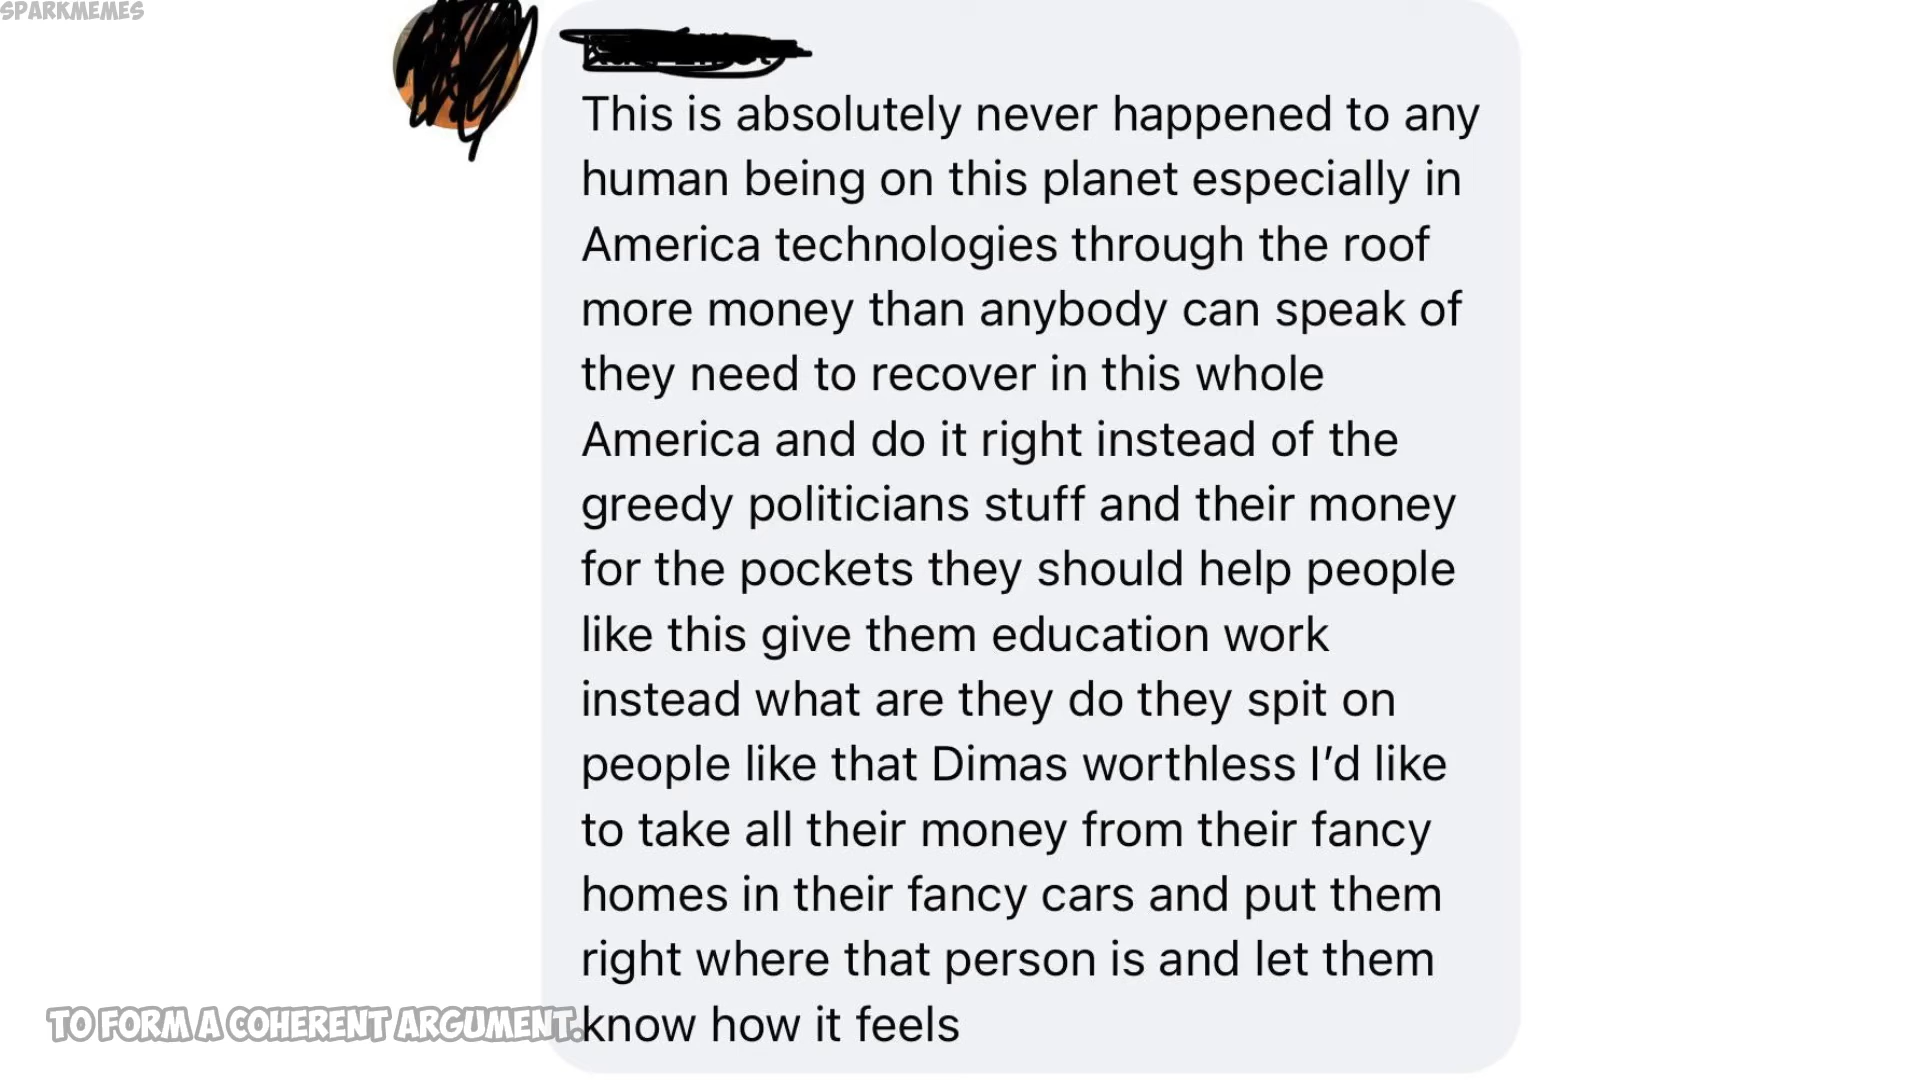 SPARKMEMES
This is absolutely never happened to any
human being on this planet especially in
America technologies through the roof
more money than anybody can speak of
they need to recover in this whole
America and do it right instead of the
greedy politicians stuff and their money
for the pockets they should help people
like this give them education work
instead what are they do they spit on
people like that Dimas worthless I’d like
to take all their money from their fancy
homes in their fancy cars and put them
right where that person is and let them
know how it feels
TO FORM A COHERENT ARGUMENT.